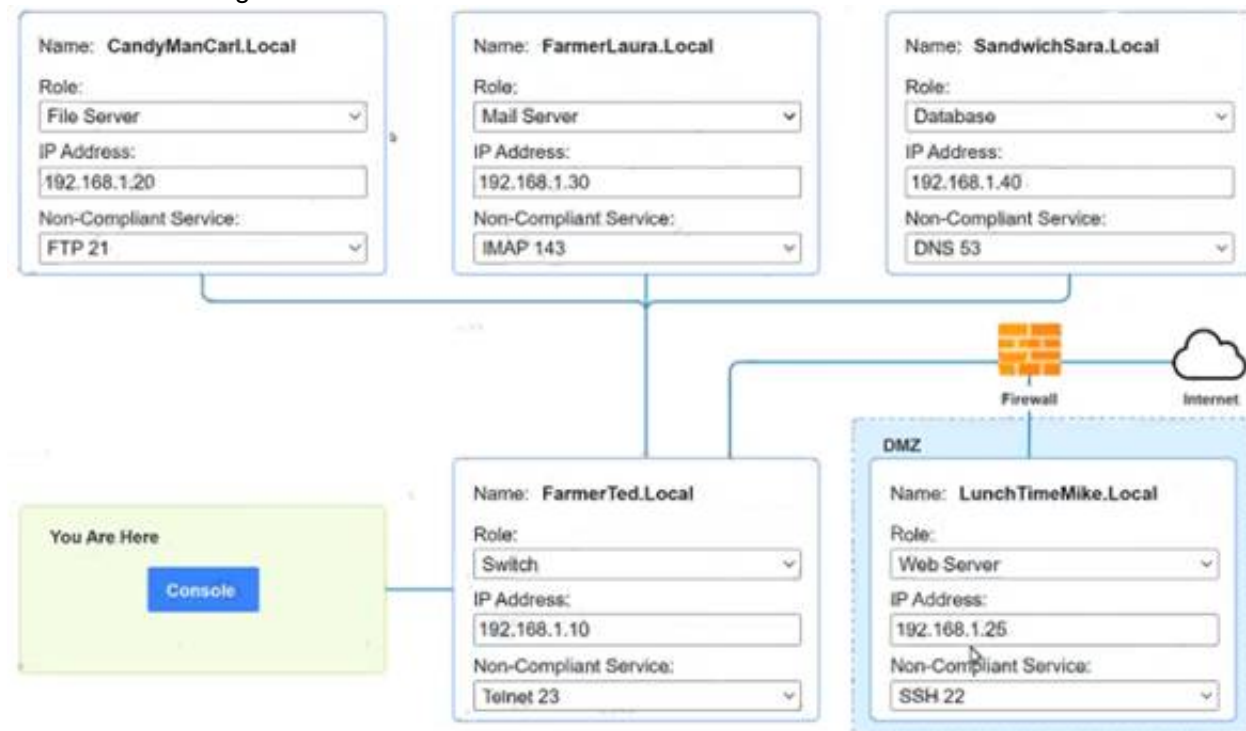 Name: CandyManCarl.Local
Role:
File Server
IP Address:
192.168.1.20
Non-Compliant Service:
FTP 21
Name: FarmerLaura.Local
Role:
Mail Server
IP Address:
192.168.1.30
Non-Compliant Service:
IMAP 143
Name: SandwichSara.Local
Role:
Database
IP Address:
192.168.1.40
Non-Compliant Service:
DNS 53
Firewall
Internet
You Are Here
Console
Name: FarmerTed.Local
Role:
Switch
IP Address:
192.168.1.10
Non-Compliant Service:
Telnet 23
DMZ
Name: LunchTimeMike.Local
Role:
Web Server
IP Address:
192.168.1.25
Non-Compliant Service:
SSH 22